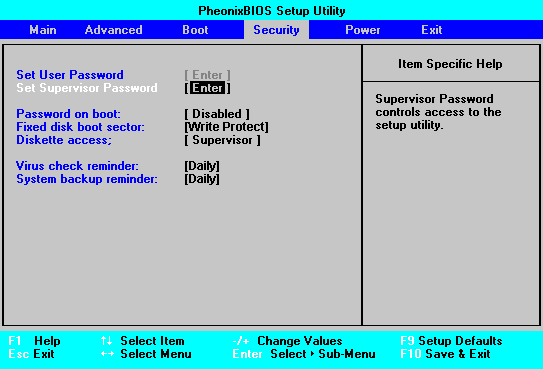 PheonixBIOS Setup Utility
Main Advanced Boot Security Power Exit
Set User Password [ Enter ]
Set Supervisor Password [ Enter ]
Password on boot: [ Disabled ]
Fixed disk boot sector: [Write Protect]
Diskette access; [ Supervisor ]
Virus check reminder: [Daily]
System backup reminder: [Daily]
Item Specific Help
Supervisor Password
controls access to the
setup utility.
F1 Help ↑↓ Select Item -/+ Change Values F9 Setup Defaults
Esc Exit ←→ Select Menu Enter Select ▸ Sub-Menu F10 Save & Exit